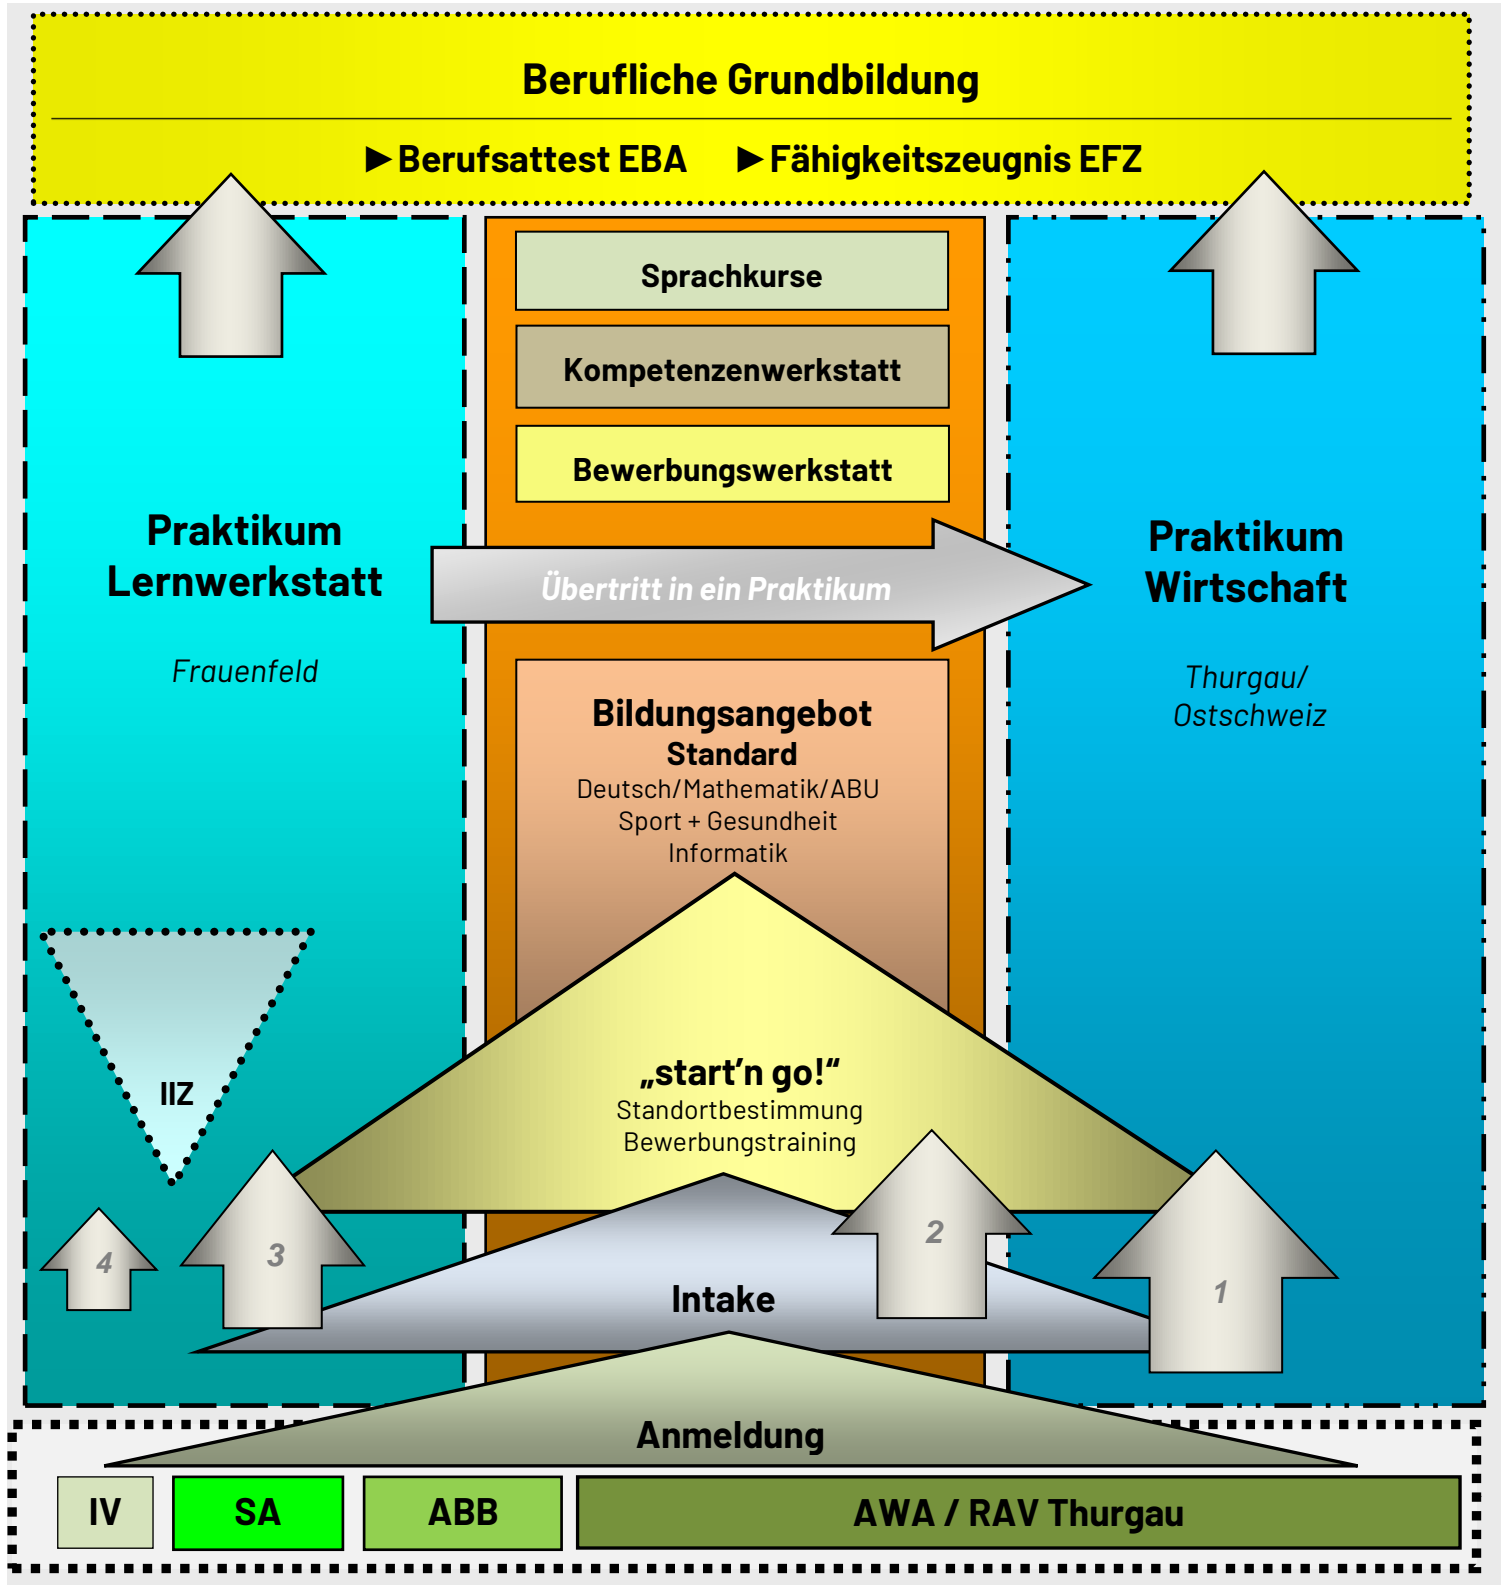 Berufliche Grundbildung
►Berufsattest EBA ►Fähigkeitszeugnis EFZ
Sprachkurse
Kompetenzenwerkstatt
Bewerbungswerkstatt
Praktikum
Lernwerkstatt
Frauenfeld
Übertritt in ein Praktikum
Praktikum
Wirtschaft
Thurgau/
Ostschweiz
Bildungsangebot
Standard
Deutsch/Mathematik/ABU
Sport + Gesundheit
Informatik
IIZ
„start’n go!“
Standortbestimmung
Bewerbungstraining
4
3
2
1
Intake
Anmeldung
IV
SA
ABB
AWA / RAV Thurgau